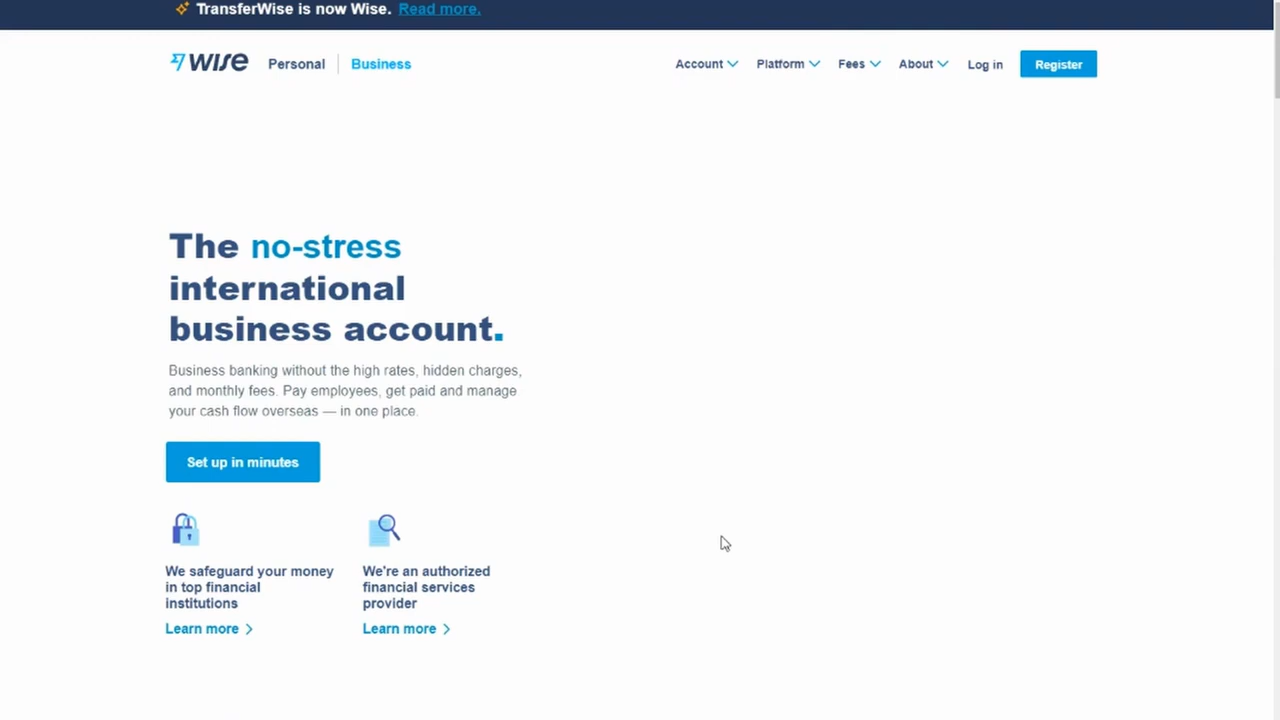 TransferWise is now Wise. Read more.
wise Personal Business Account Platform Fees About Log in Register
The no-stress
international
business account.
Business banking without the high rates, hidden charges,
and monthly fees. Pay employees, get paid and manage
your cash flow overseas — in one place.
Set up in minutes
We safeguard your money
in top financial
institutions
Learn more
We're an authorized
financial services
provider
Learn more